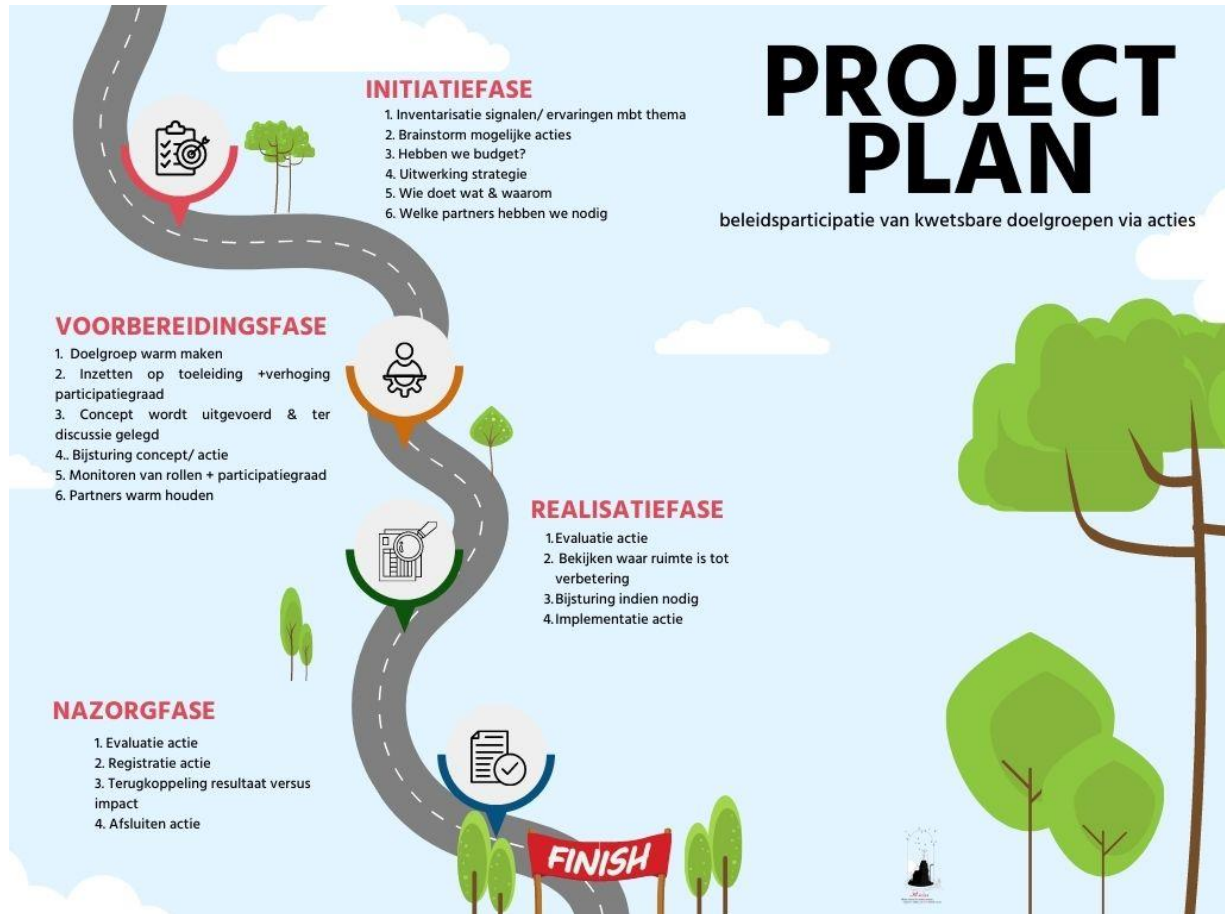 PROJECT
PLAN
beleidsparticipatie van kwetsbare doelgroepen via acties
INITIATIEFASE
1. Inventarisatie signalen/ ervaringen mbt thema
2. Brainstorm mogelijke acties
3. Hebben we budget?
4. Uitwerking strategie
5. Wie doet wat & waarom
6. Welke partners hebben we nodig
VOORBEREIDINGSFASE
1. Doelgroep warm maken
2. Inzetten op toeleiding +verhoging
participatiegraad
3. Concept wordt uitgevoerd & ter
discussie gelegd
4.. Bijsturing concept/ actie
5. Monitoren van rollen + participatiegraad
6. Partners warm houden
REALISATIEFASE
1.Evaluatie actie
2. Bekijken waar ruimte is tot
verbetering
3.Bijsturing indien nodig
4.Implementatie actie
NAZORGFASE
1. Evaluatie actie
2. Registratie actie
3. Terugkoppeling resultaat versus
impact
4. Afsluiten actie
FINISH